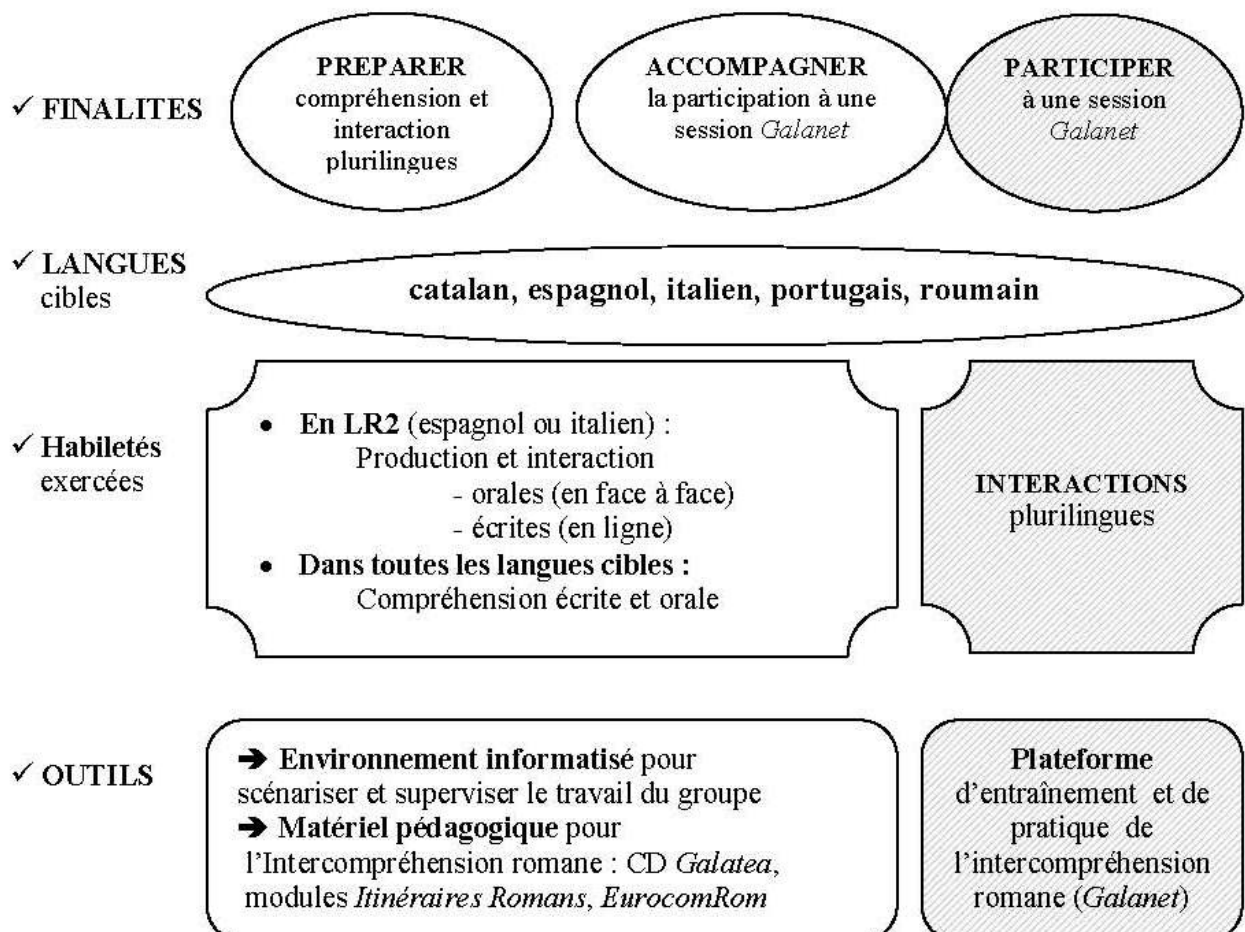 ✓ FINALITES
PREPARER
compréhension et
interaction
plurilingues
ACCOMPAGNER
la participation à une
session Galanet
PARTICIPER
à une session
Galanet
✓ LANGUES
cibles
catalan, espagnol, italien, portugais, roumain
✓ Habiletés
exercées
• En LR2 (espagnol ou italien) :
Production et interaction
- orales (en face à face)
- écrites (en ligne)
• Dans toutes les langues cibles :
Compréhension écrite et orale
INTERACTIONS
plurilingues
✓ OUTILS
➔ Environnement informatisé pour
scénariser et superviser le travail du groupe
➔ Matériel pédagogique pour
l'Intercompréhension romane : CD Galatea,
modules Itinéraires Romans, EurocomRom
Plateforme
d'entraînement et de
pratique de
l'intercompréhension
romane (Galanet)